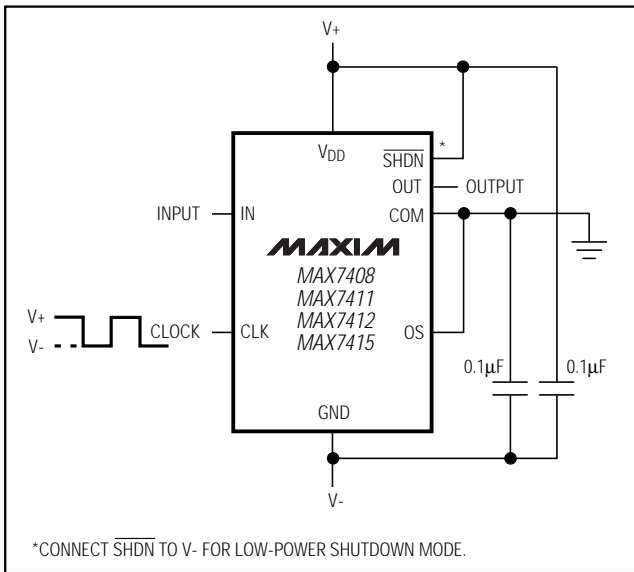 V+
VDD
SHDN
*
OUT
OUTPUT
INPUT
IN
COM
MAXIM
MAX7408
MAX7411
MAX7412
MAX7415
V+
V-
CLOCK
CLK
OS
0.1μF
0.1μF
GND
V-
*CONNECT SHDN TO V- FOR LOW-POWER SHUTDOWN MODE.